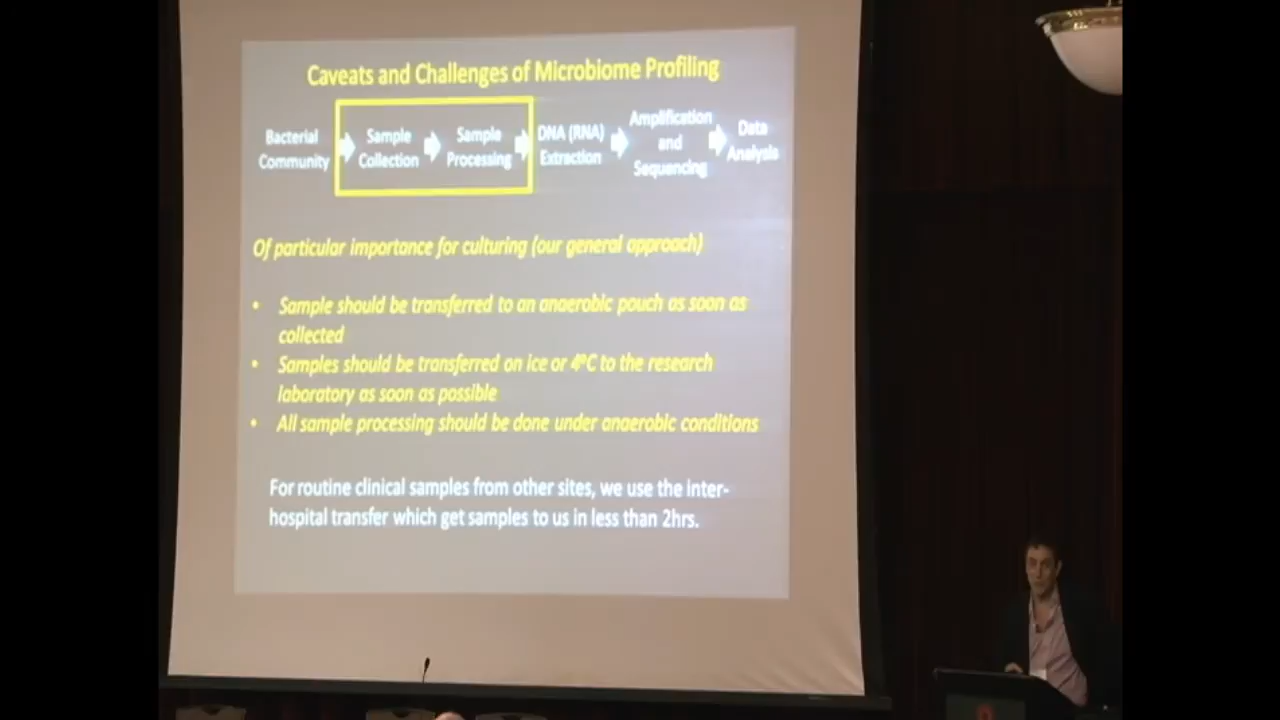 Caveats and Challenges of Microbiome Profiling
Bacterial
Community
Sample
Collection
Sample
Processing
DNA (RNA)
Extraction
Amplification
and
Sequencing
Data
Analysis
Of particular importance for culturing (our general approach)
• Sample should be transferred to an anaerobic pouch as soon as
collected
• Samples should be transferred on ice or 4ºC to the research
laboratory as soon as possible
• All sample processing should be done under anaerobic conditions
For routine clinical samples from other sites, we use the inter-
hospital transfer which get samples to us in less than 2hrs.